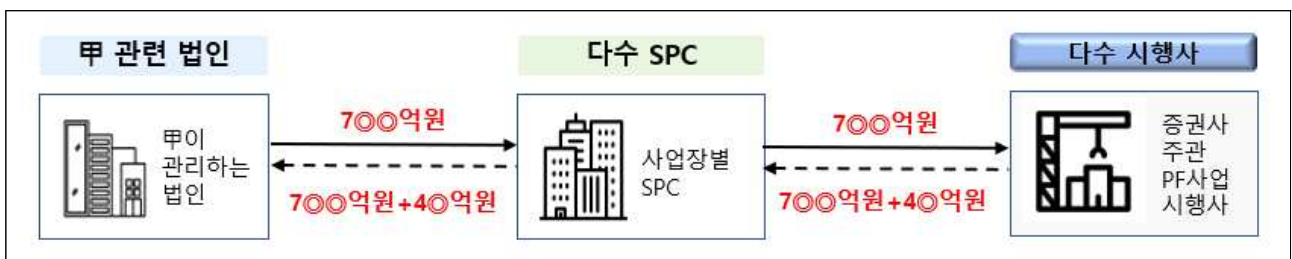 甲 관련 법인
다수 SPC
다수 시행사
甲이
관리하는
법인
7○◎억원
7◎◎억원+4○억원
사업장별
SPC
7○◎억원
7◎◎억원+4○억원
증권사
주관
PF사업
시행사